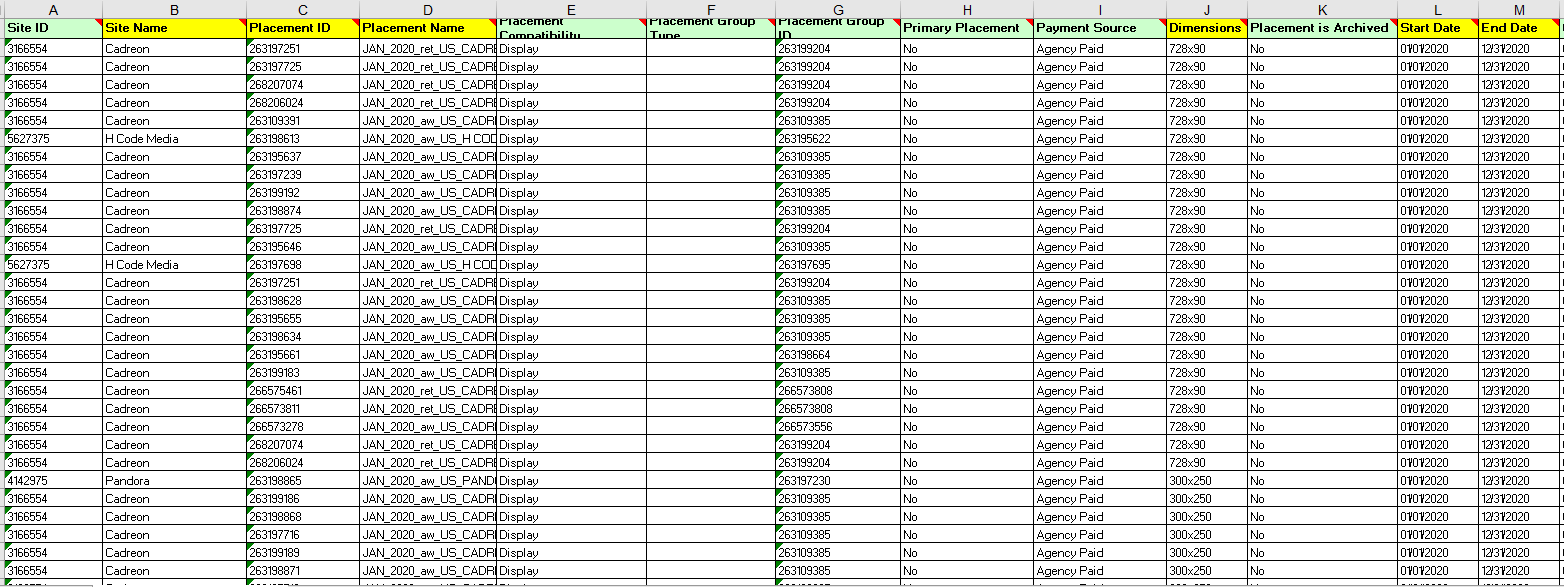 A B C D E F G H I J K L M
Site ID Site Name Placement ID Placement Name Placement Compatibility Placement Group Type Placement Group ID Primary Placement Payment Source Dimensions Placement is Archived Start Date End Date
3166554 Cadreon 263197251 JAN_2020_ret_US_CADRE Display 263199204 No Agency Paid 728x90 No 01/01/2020 12/31/2020
3166554 Cadreon 263197725 JAN_2020_ret_US_CADRE Display 263199204 No Agency Paid 728x90 No 01/01/2020 12/31/2020
3166554 Cadreon 268207074 JAN_2020_ret_US_CADRE Display 263199204 No Agency Paid 728x90 No 01/01/2020 12/31/2020
3166554 Cadreon 268206024 JAN_2020_ret_US_CADRE Display 263199204 No Agency Paid 728x90 No 01/01/2020 12/31/2020
3166554 Cadreon 263109391 JAN_2020_aw_US_CADR Display 263109385 No Agency Paid 728x90 No 01/01/2020 12/31/2020
5627375 H Code Media 263198613 JAN_2020_aw_US_H COD Display 263195622 No Agency Paid 728x90 No 01/01/2020 12/31/2020
3166554 Cadreon 263195637 JAN_2020_aw_US_CADR Display 263109385 No Agency Paid 728x90 No 01/01/2020 12/31/2020
3166554 Cadreon 263197239 JAN_2020_aw_US_CADR Display 263109385 No Agency Paid 728x90 No 01/01/2020 12/31/2020
3166554 Cadreon 263199192 JAN_2020_aw_US_CADR Display 263109385 No Agency Paid 728x90 No 01/01/2020 12/31/2020
3166554 Cadreon 263198874 JAN_2020_aw_US_CADR Display 263109385 No Agency Paid 728x90 No 01/01/2020 12/31/2020
3166554 Cadreon 263197725 JAN_2020_ret_US_CADRE Display 263199204 No Agency Paid 728x90 No 01/01/2020 12/31/2020
3166554 Cadreon 263195646 JAN_2020_aw_US_CADR Display 263109385 No Agency Paid 728x90 No 01/01/2020 12/31/2020
5627375 H Code Media 263197698 JAN_2020_aw_US_H COD Display 263197695 No Agency Paid 728x90 No 01/01/2020 12/31/2020
3166554 Cadreon 263197251 JAN_2020_ret_US_CADRE Display 263199204 No Agency Paid 728x90 No 01/01/2020 12/31/2020
3166554 Cadreon 263198628 JAN_2020_aw_US_CADR Display 263109385 No Agency Paid 728x90 No 01/01/2020 12/31/2020
3166554 Cadreon 263195655 JAN_2020_aw_US_CADR Display 263109385 No Agency Paid 728x90 No 01/01/2020 12/31/2020
3166554 Cadreon 263198634 JAN_2020_aw_US_CADR Display 263109385 No Agency Paid 728x90 No 01/01/2020 12/31/2020
3166554 Cadreon 263195661 JAN_2020_aw_US_CADR Display 263198664 No Agency Paid 728x90 No 01/01/2020 12/31/2020
3166554 Cadreon 263199183 JAN_2020_aw_US_CADR Display 263109385 No Agency Paid 728x90 No 01/01/2020 12/31/2020
3166554 Cadreon 266575461 JAN_2020_ret_US_CADRE Display 266573808 No Agency Paid 728x90 No 01/01/2020 12/31/2020
3166554 Cadreon 266573811 JAN_2020_ret_US_CADRE Display 266573808 No Agency Paid 728x90 No 01/01/2020 12/31/2020
3166554 Cadreon 266573278 JAN_2020_aw_US_CADR Display 266573556 No Agency Paid 728x90 No 01/01/2020 12/31/2020
3166554 Cadreon 268207074 JAN_2020_ret_US_CADRE Display 263199204 No Agency Paid 728x90 No 01/01/2020 12/31/2020
3166554 Cadreon 268206024 JAN_2020_ret_US_CADRE Display 263199204 No Agency Paid 728x90 No 01/01/2020 12/31/2020
4142975 Pandora 263198865 JAN_2020_aw_US_PAND Display 263197230 No Agency Paid 300x250 No 01/01/2020 12/31/2020
3166554 Cadreon 263199186 JAN_2020_aw_US_CADR Display 263109385 No Agency Paid 300x250 No 01/01/2020 12/31/2020
3166554 Cadreon 263198868 JAN_2020_aw_US_CADR Display 263109385 No Agency Paid 300x250 No 01/01/2020 12/31/2020
3166554 Cadreon 263197716 JAN_2020_aw_US_CADR Display 263109385 No Agency Paid 300x250 No 01/01/2020 12/31/2020
3166554 Cadreon 263199189 JAN_2020_aw_US_CADR Display 263109385 No Agency Paid 300x250 No 01/01/2020 12/31/2020
3166554 Cadreon 263198871 JAN_2020_aw_US_CADR Display 263109385 No Agency Paid 300x250 No 01/01/2020 12/31/2020